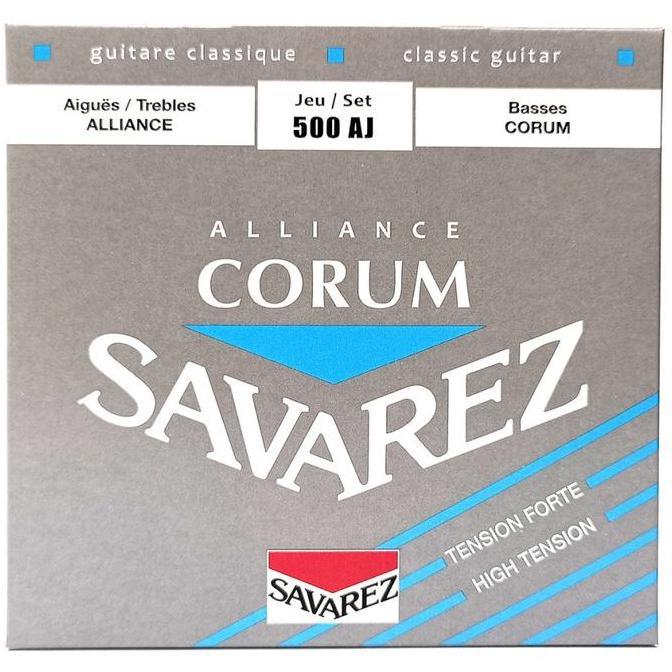 guitare classique
classic guitar
Aiguës / Trebles
ALLIANCE
Jeu / Set
500 AJ
Basses
CORUM
ALLIANCE
CORUM
SAVAREZ
TENSION FORTE
HIGH TENSION
SAVAREZ